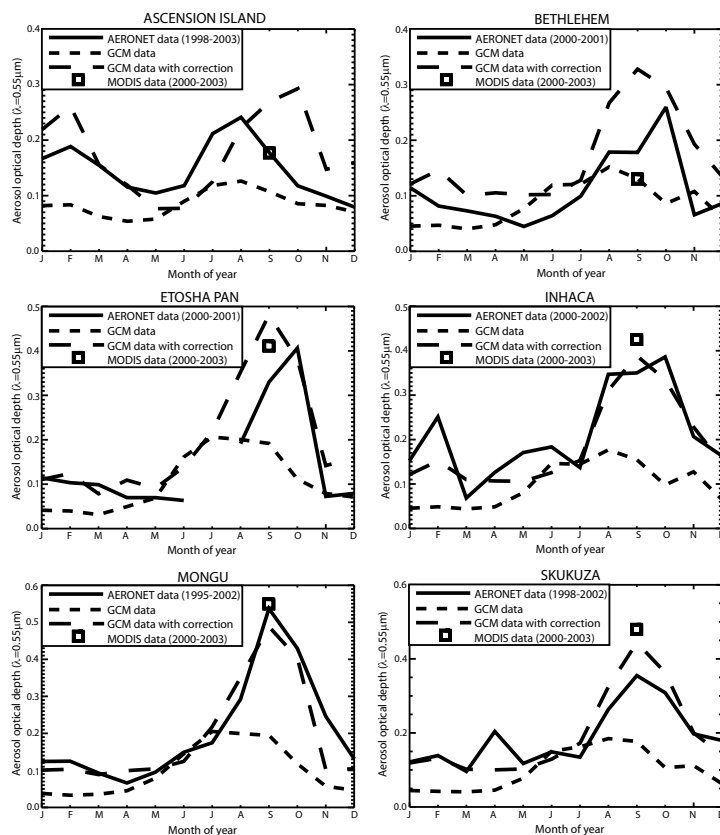 ASCENSION ISLAND
AERONET data (1998-2003)
GCM data
GCM data with correction
MODIS data (2000-2003)
Aerosol optical depth (λ=0.55µm)
0.4
0.3
0.2
0.1
0.0
J F M A M J J A S O N D
Month of year
BETHLEHEM
AERONET data (2000-2001)
GCM data
GCM data with correction
MODIS data (2000-2003)
Aerosol optical depth (λ=0.55µm)
0.4
0.3
0.2
0.1
0.0
J F M A M J J A S O N D
Month of year
ETOSHA PAN
AERONET data (2000-2001)
GCM data
GCM data with correction
MODIS data (2000-2003)
Aerosol optical depth (λ=0.55µm)
0.5
0.4
0.3
0.2
0.1
0.0
J F M A M J J A S O N D
Month of year
INHACA
AERONET data (2000-2002)
GCM data
GCM data with correction
MODIS data (2000-2003)
Aerosol optical depth (λ=0.55µm)
0.5
0.4
0.3
0.2
0.1
0.0
J F M A M J J A S O N D
Month of year
MONGU
AERONET data (1995-2002)
GCM data
GCM data with correction
MODIS data (2000-2003)
Aerosol optical depth (λ=0.55µm)
0.6
0.5
0.4
0.3
0.2
0.1
0.0
J F M A M J J A S O N D
Month of year
SKUKUZA
AERONET data (1998-2002)
GCM data
GCM data with correction
MODIS data (2000-2003)
Aerosol optical depth (λ=0.55µm)
0.6
0.4
0.2
0.0
J F M A M J J A S O N D
Month of year